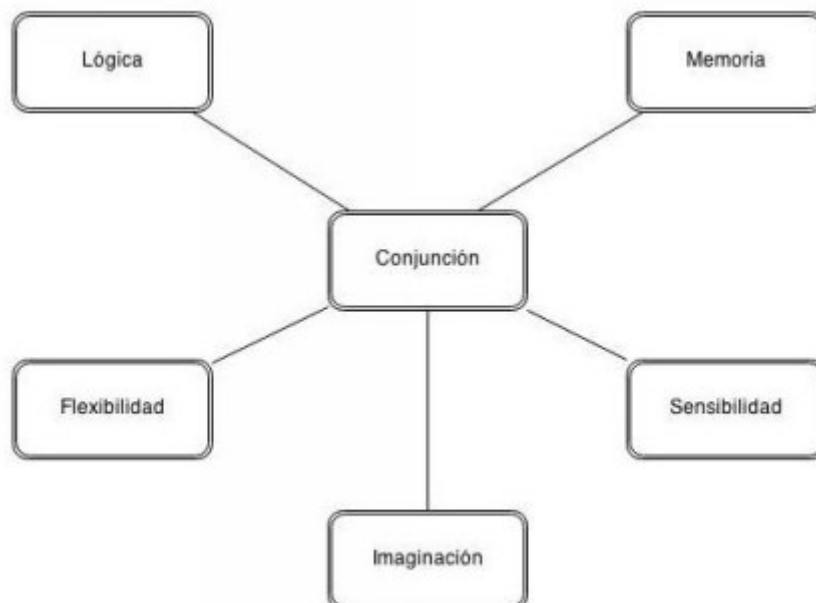 Lógica
Memoria
Conjunción
Flexibilidad
Sensibilidad
Imaginación